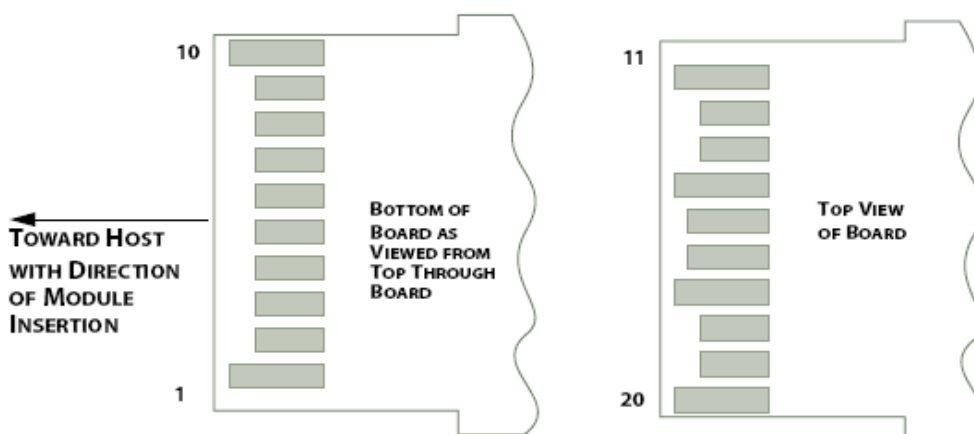 10
1
TOWARD HOST
WITH DIRECTION
OF MODULE
INSERTION
BOTTOM OF
BOARD AS
VIEWED FROM
TOP THROUGH
BOARD
11
20
TOP VIEW
OF BOARD